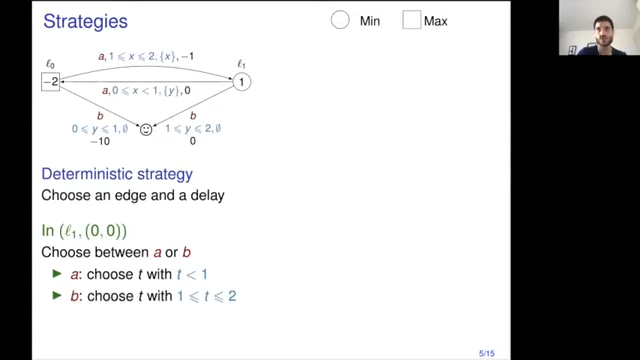 Strategies
Min
Max
a, 1 ⩽ x ⩽ 2, {x}, −1
ℓ0
ℓ1
−2
1
a, 0 ⩽ x < 1, {y}, 0
b
b
0 ⩽ y ⩽ 1, ∅
1 ⩽ y ⩽ 2, ∅
−10
0
Deterministic strategy
Choose an edge and a delay
In (ℓ1, (0, 0))
Choose between a or b
a: choose t with t < 1
b: choose t with 1 ⩽ t ⩽ 2
5/15